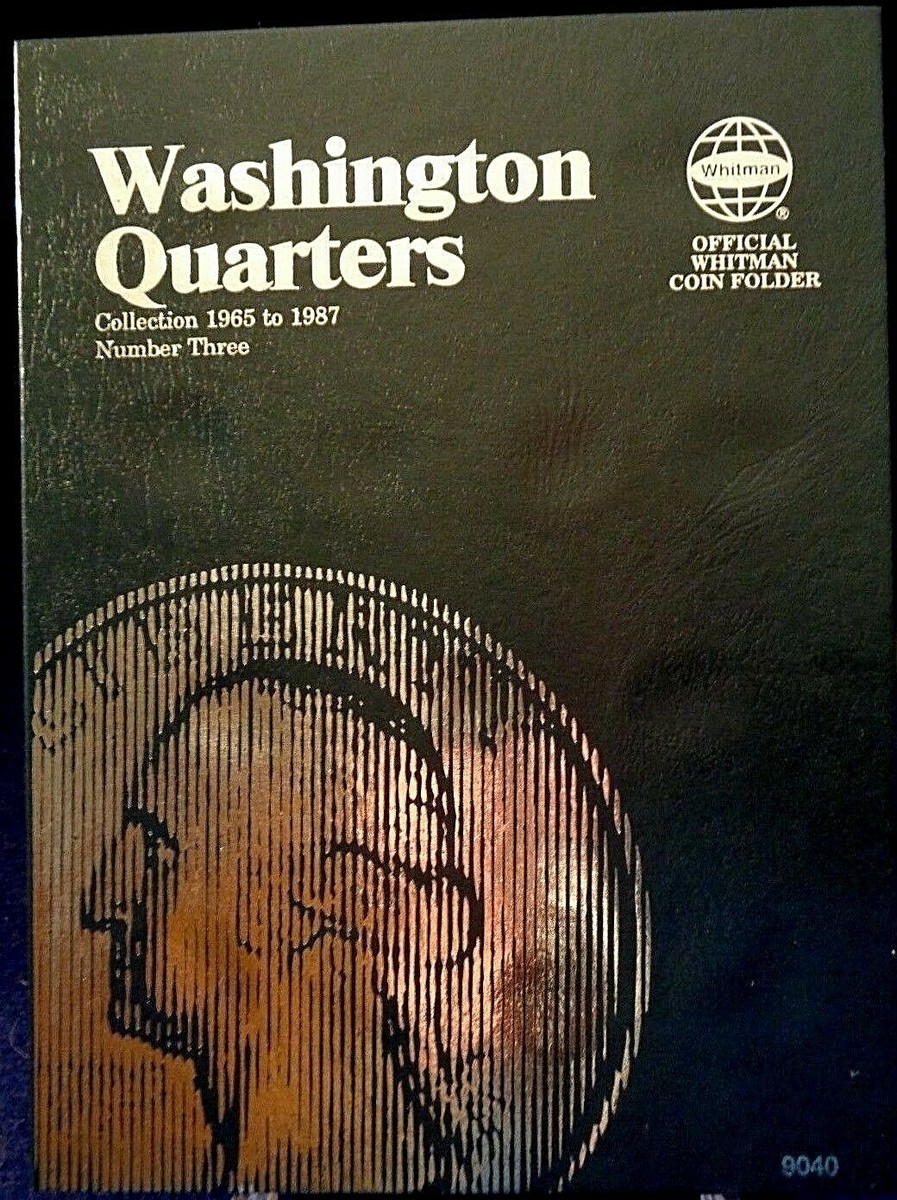 Washington
Quarters
Collection 1965 to 1987
Number Three
Whitman
®
OFFICIAL
WHITMAN
COIN FOLDER
9040